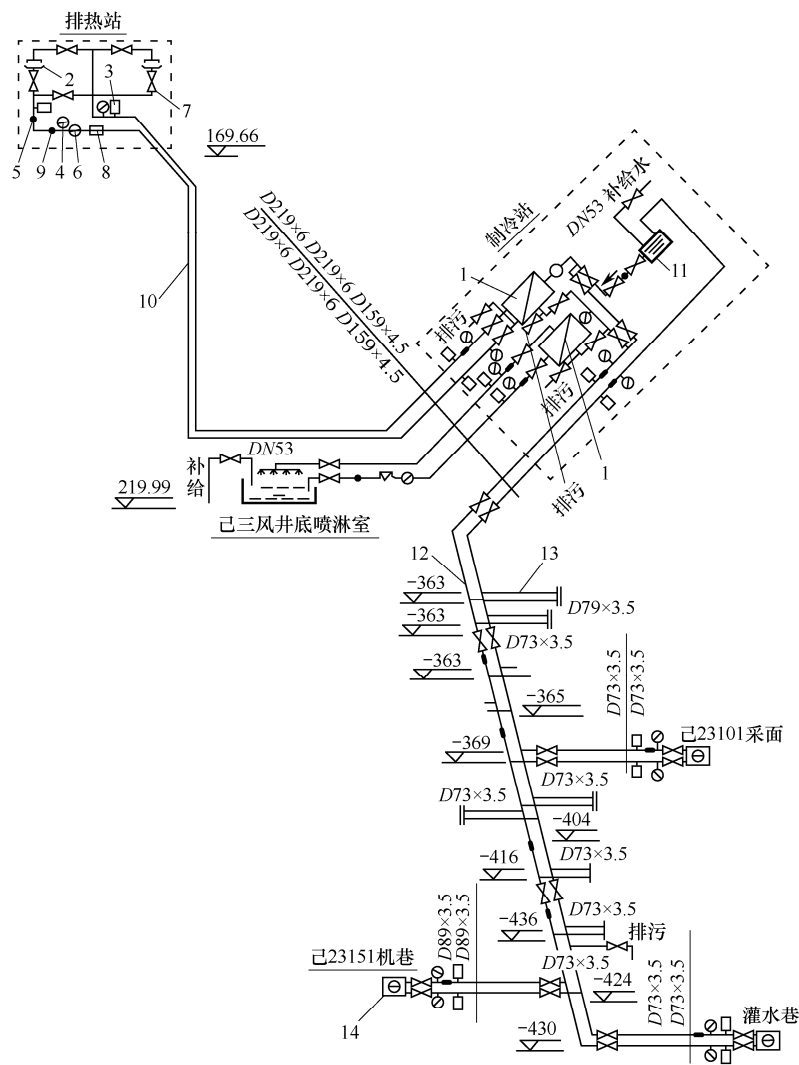 排热站
2
3
7
5
9
4
6
8
169.66
D219×6 D219×6 D159×4.5
D219×6 D219×6 D159×4.5
制冷站
DN53 补给水
11
1
10
排污
排污
1
排污
DN53
补给
219.99
己三风井底喷淋室
12
13
-363
D79×3.5
-363
D73×3.5
-363
D73×3.5
D73×3.5
-365
己23101采面
-369
D73×3.5
D73×3.5
-404
D73×3.5
-416
D89×3.5
D89×3.5
D73×3.5
-436
排污
己23151机巷
D73×3.5
D73×3.5
D73×3.5
-424
灌水巷
14
-430